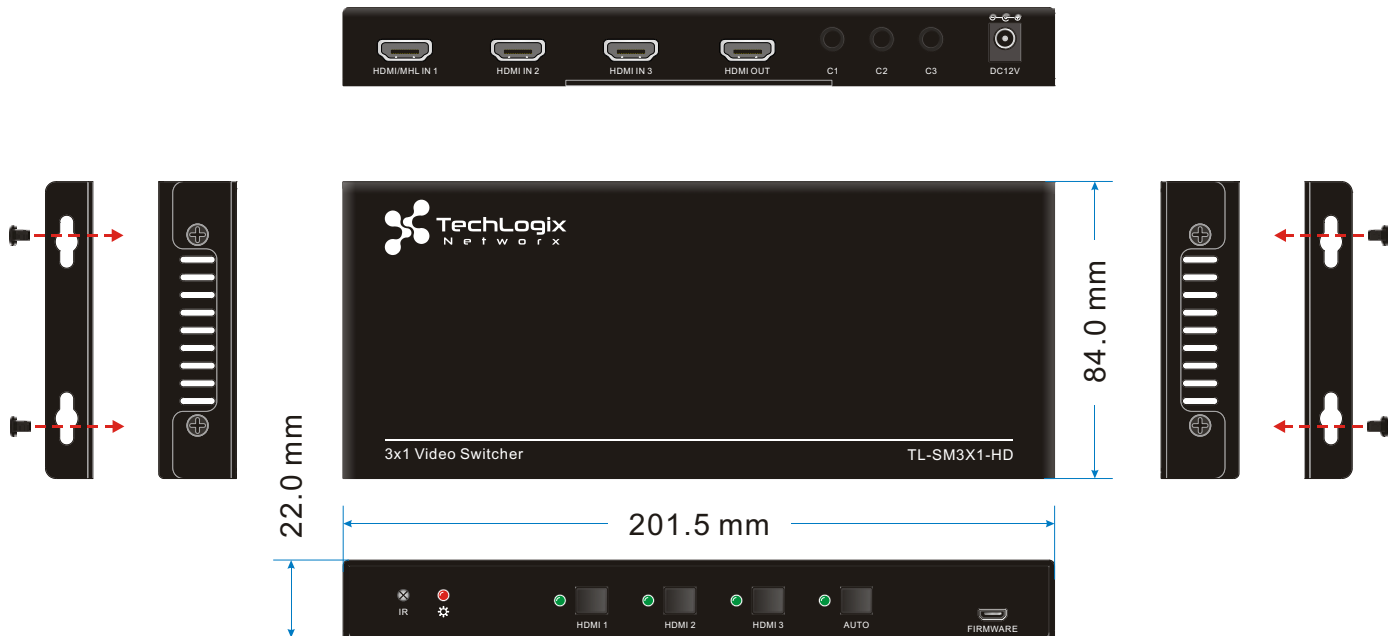 HDMI/MHL IN 1
HDMI IN 2
HDMI IN 3
HDMI OUT
C1
C2
C3
DC12V
TechLogix
Networx
84.0 mm
3x1 Video Switcher
TL-SM3X1-HD
22.0 mm
201.5 mm
IR
HDMI 1
HDMI 2
HDMI 3
AUTO
FIRMWARE